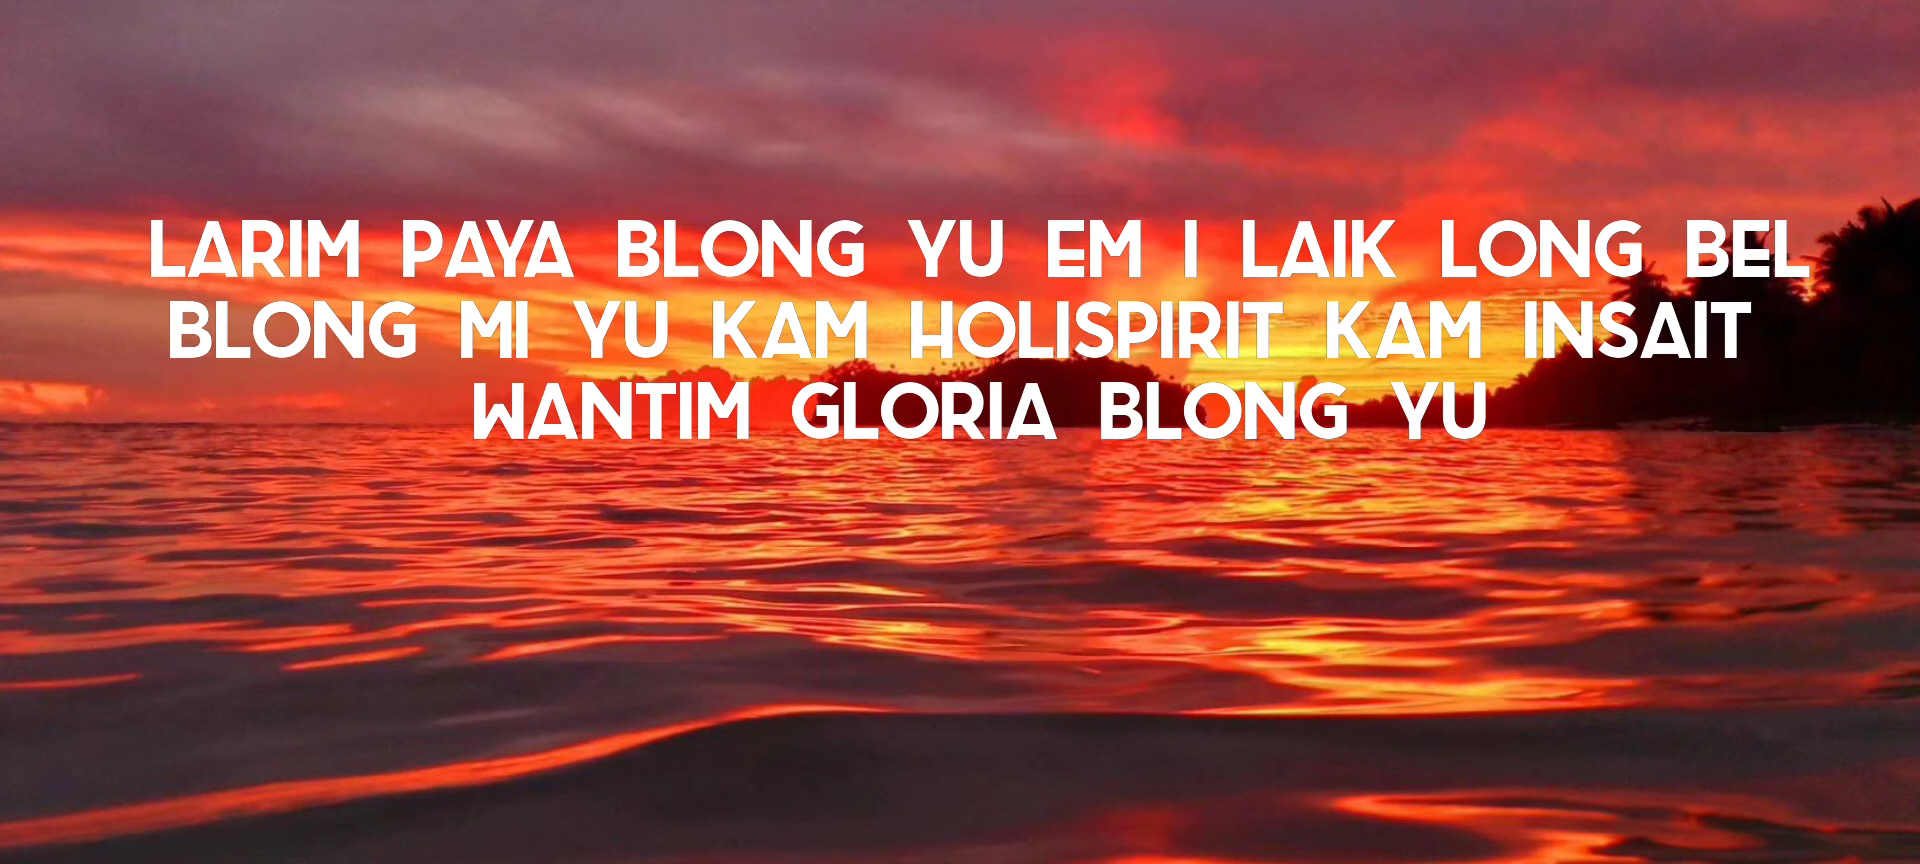 LARIM PAYA BLONG YU EM I LAIK LONG BEL
BLONG MI YU KAM HOLISPIRIT KAM INSAIT
WANTIM GLORIA BLONG YU